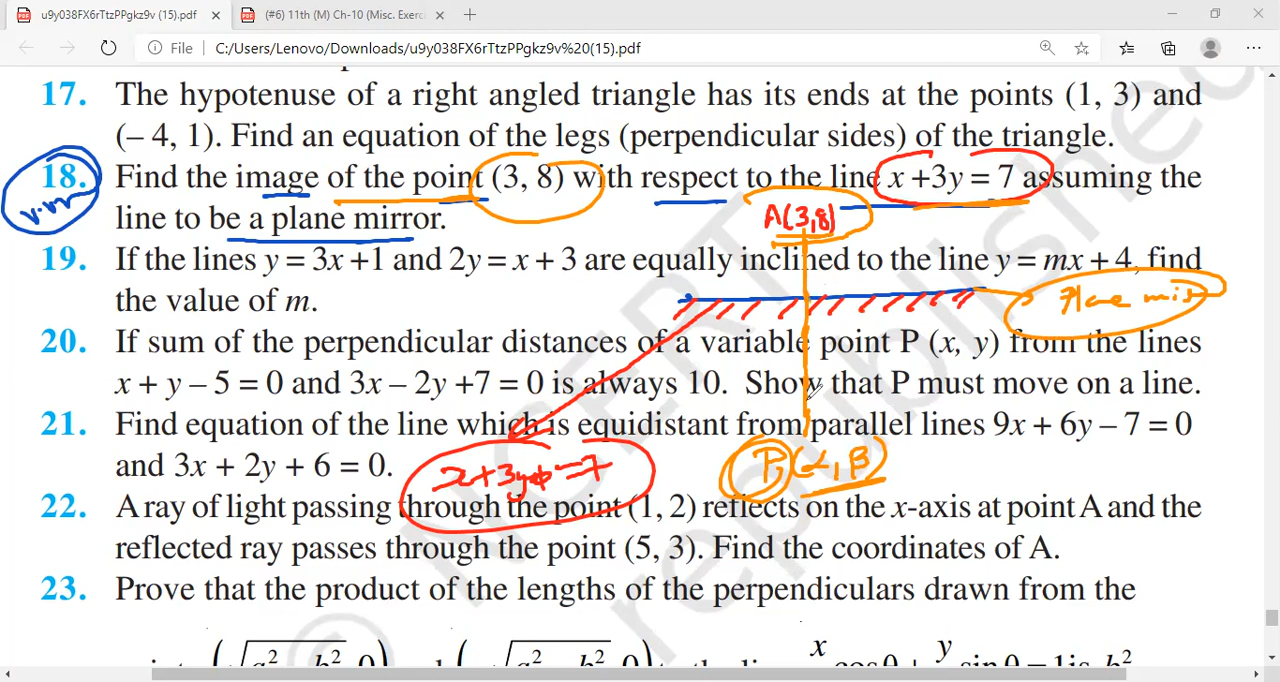 u9y038FX6rTtzPPgkz9v (15).pdf
(#6) 11th (M) Ch-10 (Misc. Exerc
File C:/Users/Lenovo/Downloads/u9y038FX6rTtzPPgkz9v%20(15).pdf
17. The hypotenuse of a right angled triangle has its ends at the points (1, 3) and
(– 4, 1). Find an equation of the legs (perpendicular sides) of the triangle.
18. Find the image of the point (3, 8) with respect to the line x +3y = 7 assuming the
line to be a plane mirror.
A(3,8)
19. If the lines y = 3x +1 and 2y = x + 3 are equally inclined to the line y = mx + 4, find
the value of m.
Plane
20. If sum of the perpendicular distances of a variable point P (x, y) from the lines
x + y – 5 = 0 and 3x – 2y +7 = 0 is always 10. Show that P must move on a line.
21. Find equation of the line which is equidistant from parallel lines 9x + 6y – 7 = 0
and 3x + 2y + 6 = 0.
x+3y = 7
P (α, β)
22. A ray of light passing through the point (1, 2) reflects on the x-axis at point A and the
reflected ray passes through the point (5, 3). Find the coordinates of A.
23. Prove that the product of the lengths of the perpendiculars drawn from the
© NCERT
republished